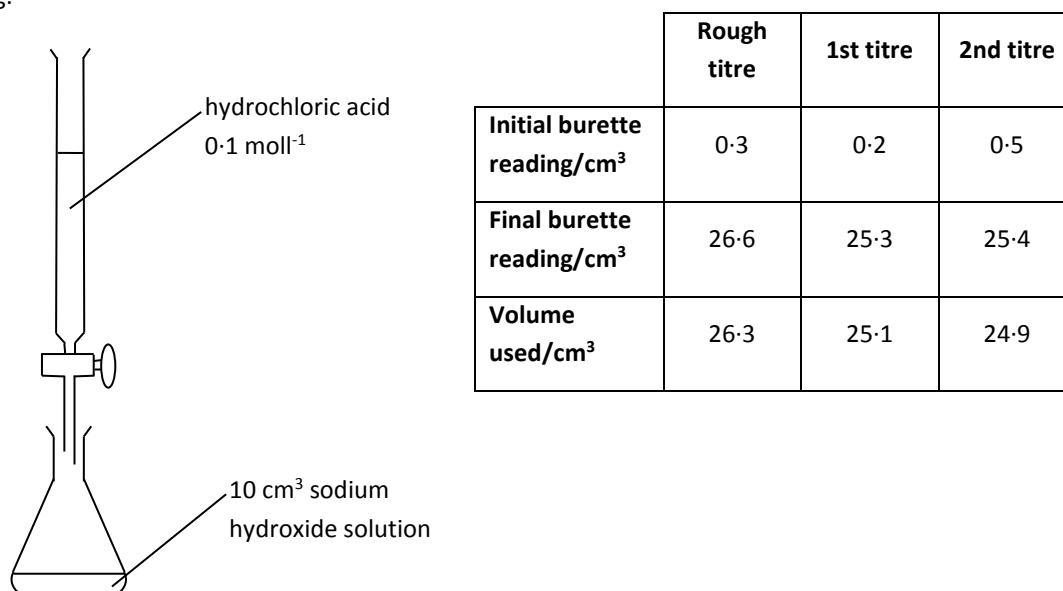 s.
hydrochloric acid
0·1 moll-1
10 cm3 sodium
hydroxide solution
Rough titre 1st titre 2nd titre
Initial burette reading/cm3 0·3 0·2 0·5
Final burette reading/cm3 26·6 25·3 25·4
Volume used/cm3 26·3 25·1 24·9